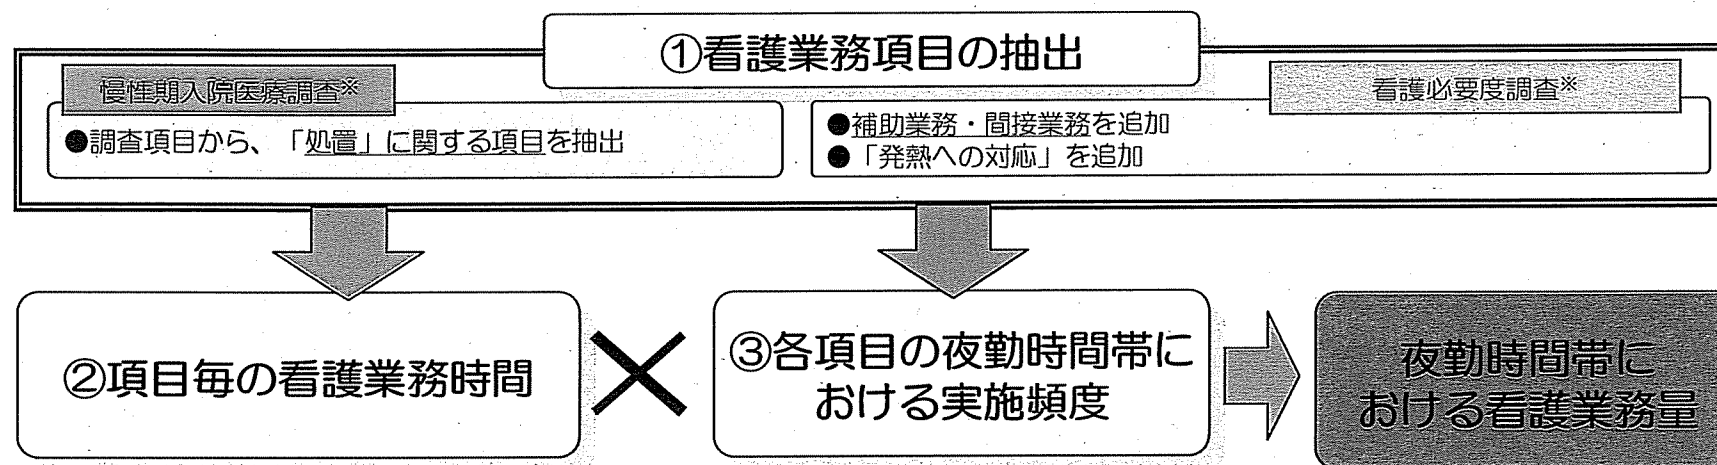 ①看護業務項目の抽出
慢性期入院医療調査※
●調査項目から、「処置」に関する項目を抽出
看護必要度調査※
●補助業務・間接業務を追加
●「発熱への対応」を追加
②項目毎の看護業務時間
×
③各項目の夜勤時間帯に
おける実施頻度
夜勤時間帯に
おける看護業務量